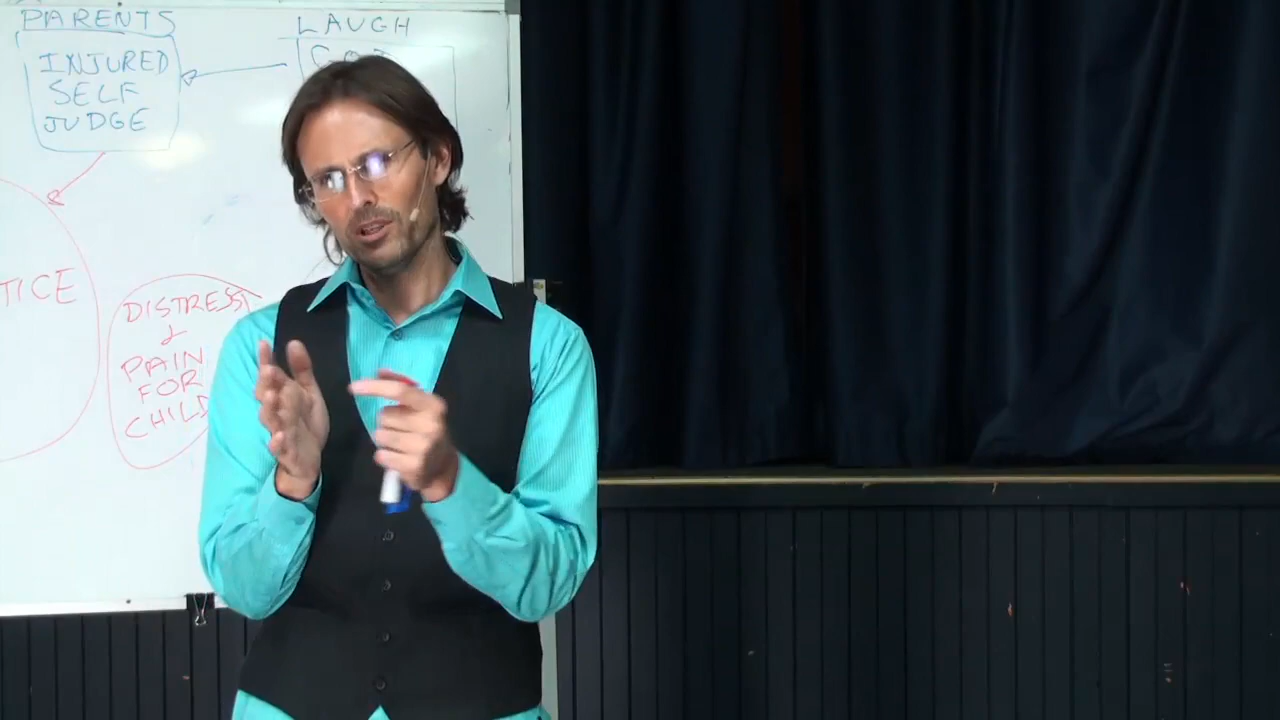 PARENTS
INJURED
SELF
JUDGE
LAUGH
TICE
DISTRESS
&
PAIN
FOR
CHILD